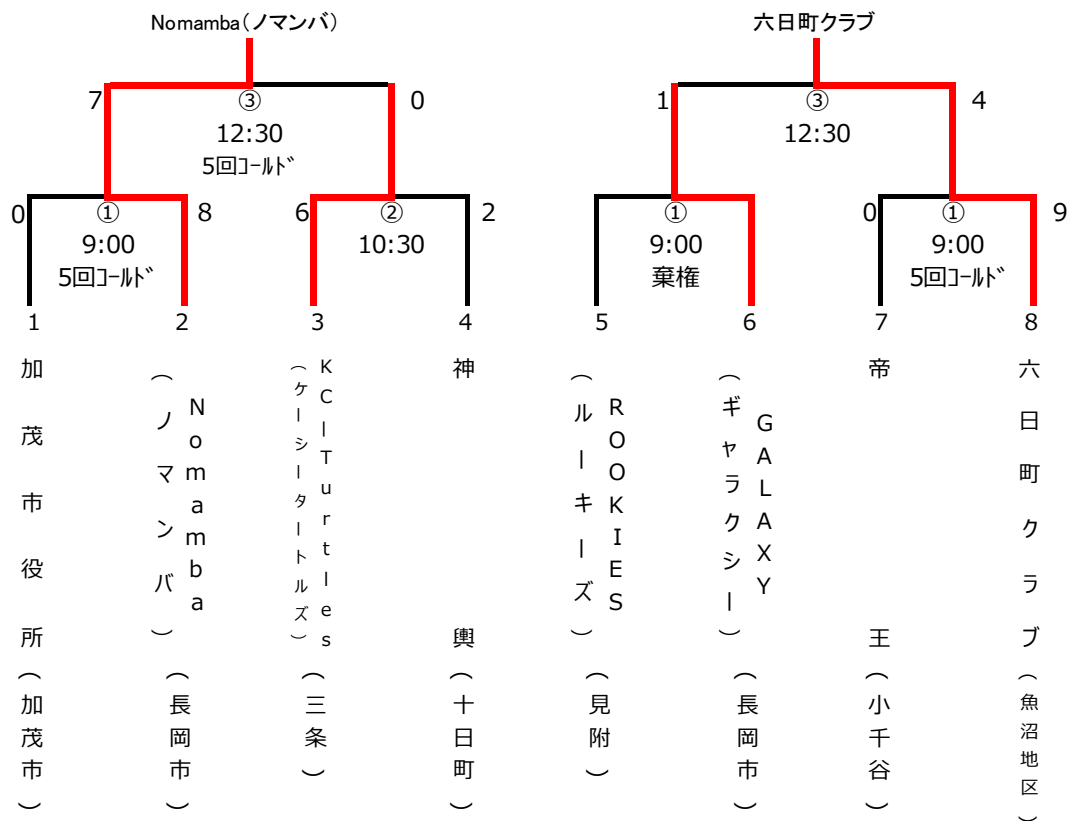 Nomamba(ノマンバ)
六日町クラブ
7
③
0
12:30
5回コールド
1
③
4
12:30
0
①
8
9:00
5回コールド
6
②
2
10:30
①
9:00
棄権
0
①
9
9:00
5回コールド
1
2
3
4
5
6
7
8
加茂市役所(加茂市)
Nomamba
(ノマンバ)
(長岡市)
KC|Turtles
(ケーシータートルズ)
(三条)
神輿(十日町)
ROOKIES
(ルーキーズ)
(見附)
GALAXY
(ギャラクシー)
(長岡市)
帝王(小千谷)
六日町クラブ(魚沼地区)